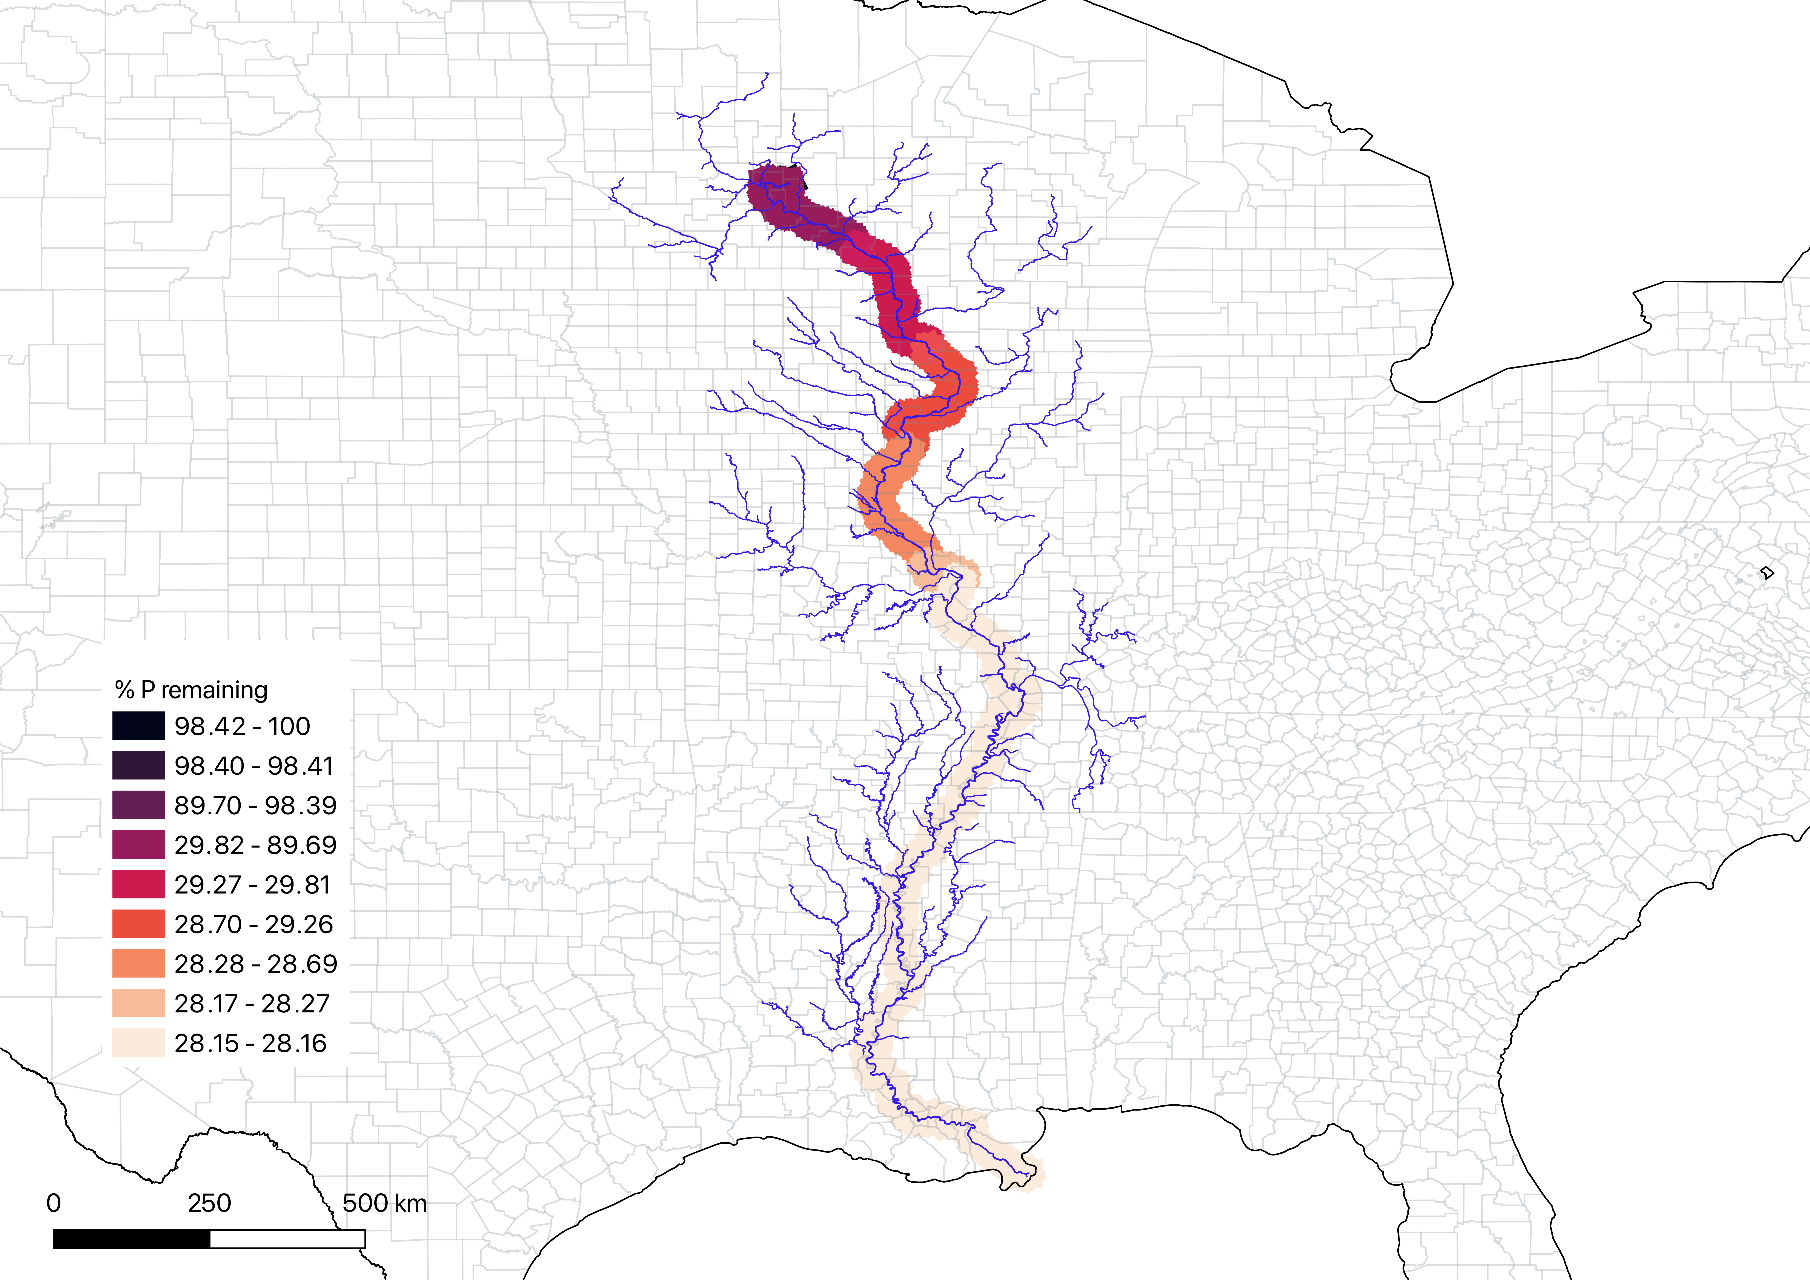 % P remaining
98.42 - 100
98.40 - 98.41
89.70 - 98.39
29.82 - 89.69
29.27 - 29.81
28.70 - 29.26
28.28 - 28.69
28.17 - 28.27
28.15 - 28.16
0 250 500 km